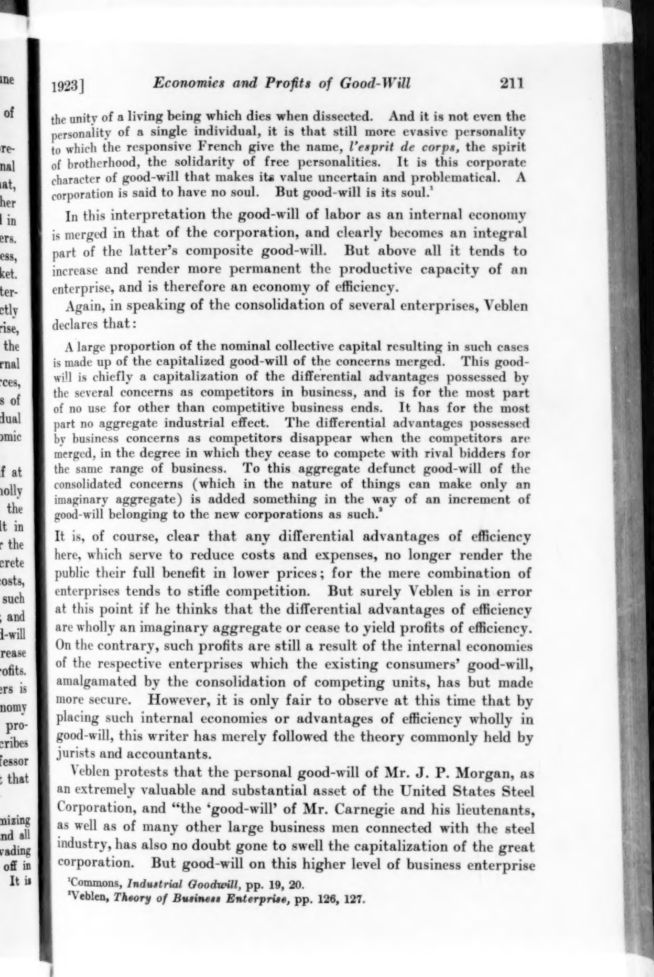 1923] Economies and Profits of Good-Will 211
the unity of a living being which dies when dissected. And it is not even the
personality of a single individual, it is that still more evasive personality
to which the responsive French give the name, l'esprit de corps, the spirit
of brotherhood, the solidarity of free personalities. It is this corporate
character of good-will that makes its value uncertain and problematical. A
corporation is said to have no soul. But good-will is its soul.¹
In this interpretation the good-will of labor as an internal economy
is merged in that of the corporation, and clearly becomes an integral
part of the latter's composite good-will. But above all it tends to
increase and render more permanent the productive capacity of an
enterprise, and is therefore an economy of efficiency.
Again, in speaking of the consolidation of several enterprises, Veblen
declares that:
A large proportion of the nominal collective capital resulting in such cases
is made up of the capitalized good-will of the concerns merged. This good-
will is chiefly a capitalization of the differential advantages possessed by
the several concerns as competitors in business, and is for the most part
of no use for other than competitive business ends. It has for the most
part no aggregate industrial effect. The differential advantages possessed
by business concerns as competitors disappear when the competitors are
merged, in the degree in which they cease to compete with rival bidders for
the same range of business. To this aggregate defunct good-will of the
consolidated concerns (which in the nature of things can make only an
imaginary aggregate) is added something in the way of an increment of
good-will belonging to the new corporations as such.²
It is, of course, clear that any differential advantages of efficiency
here, which serve to reduce costs and expenses, no longer render the
public their full benefit in lower prices; for the mere combination of
enterprises tends to stifle competition. But surely Veblen is in error
at this point if he thinks that the differential advantages of efficiency
are wholly an imaginary aggregate or cease to yield profits of efficiency.
On the contrary, such profits are still a result of the internal economies
of the respective enterprises which the existing consumers' good-will,
amalgamated by the consolidation of competing units, has but made
more secure. However, it is only fair to observe at this time that by
placing such internal economies or advantages of efficiency wholly in
good-will, this writer has merely followed the theory commonly held by
jurists and accountants.
Veblen protests that the personal good-will of Mr. J. P. Morgan, as
an extremely valuable and substantial asset of the United States Steel
Corporation, and "the 'good-will' of Mr. Carnegie and his lieutenants,
as well as of many other large business men connected with the steel
industry, has also no doubt gone to swell the capitalization of the great
corporation. But good-will on this higher level of business enterprise
¹Commons, Industrial Goodwill, pp. 19, 20.
²Veblen, Theory of Business Enterprise, pp. 126, 127.